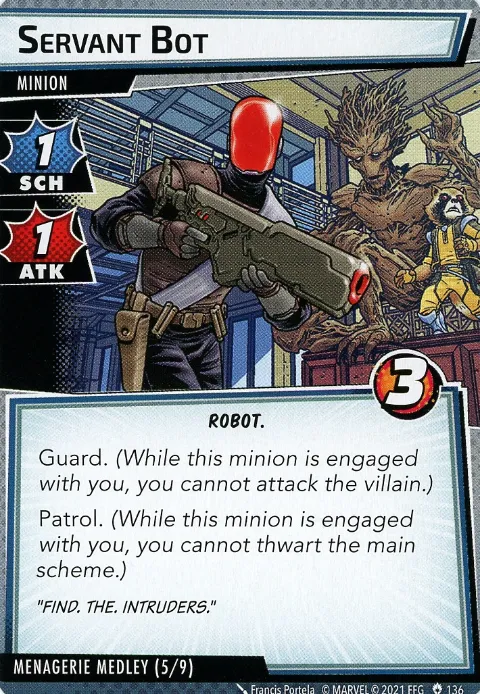 SERVANT BOT
MINION
1
SCH
1
ATK
3
ROBOT.
Guard. (While this minion is engaged
with you, you cannot attack the villain.)
Patrol. (While this minion is engaged
with you, you cannot thwart the main
scheme.)
"FIND. THE. INTRUDERS."
MENAGERIE MEDLEY (5/9)
Francis Portela © MARVEL © 2021 FFG 136